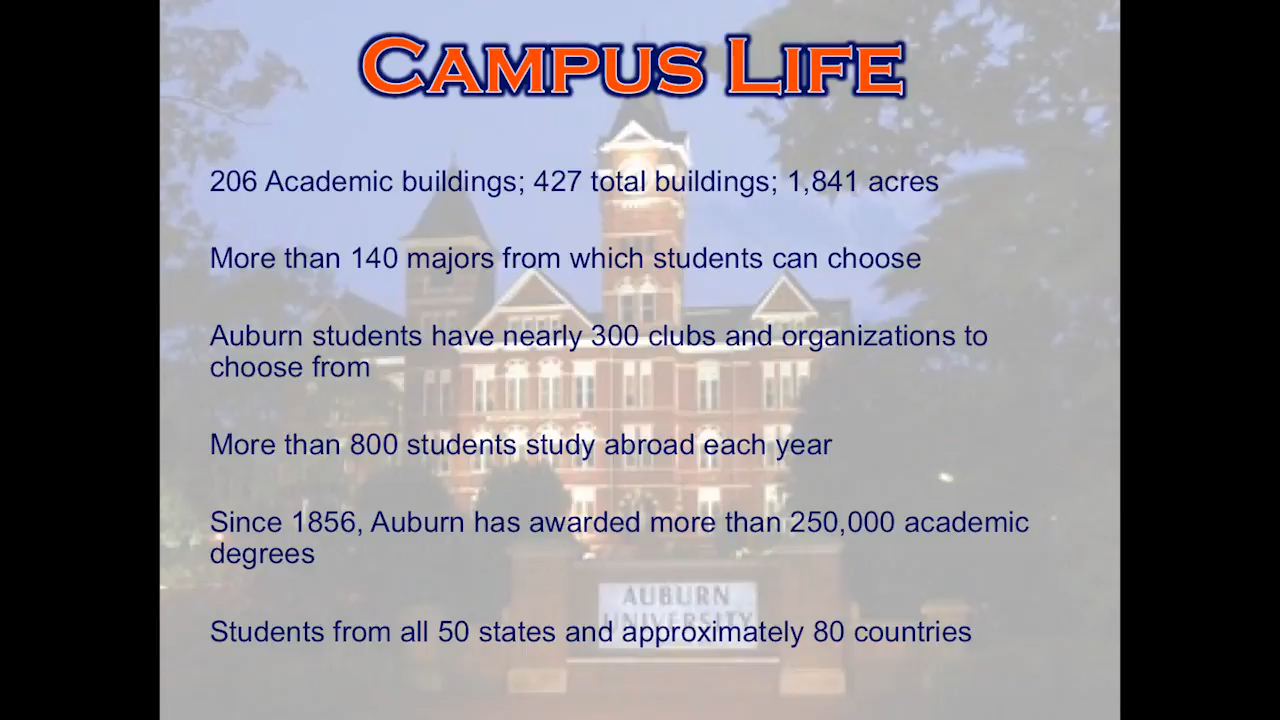 CAMPUS LIFE
206 Academic buildings; 427 total buildings; 1,841 acres
More than 140 majors from which students can choose
Auburn students have nearly 300 clubs and organizations to
choose from
More than 800 students study abroad each year
Since 1856, Auburn has awarded more than 250,000 academic
degrees
AUBURN
UNIVERSITY
Students from all 50 states and approximately 80 countries